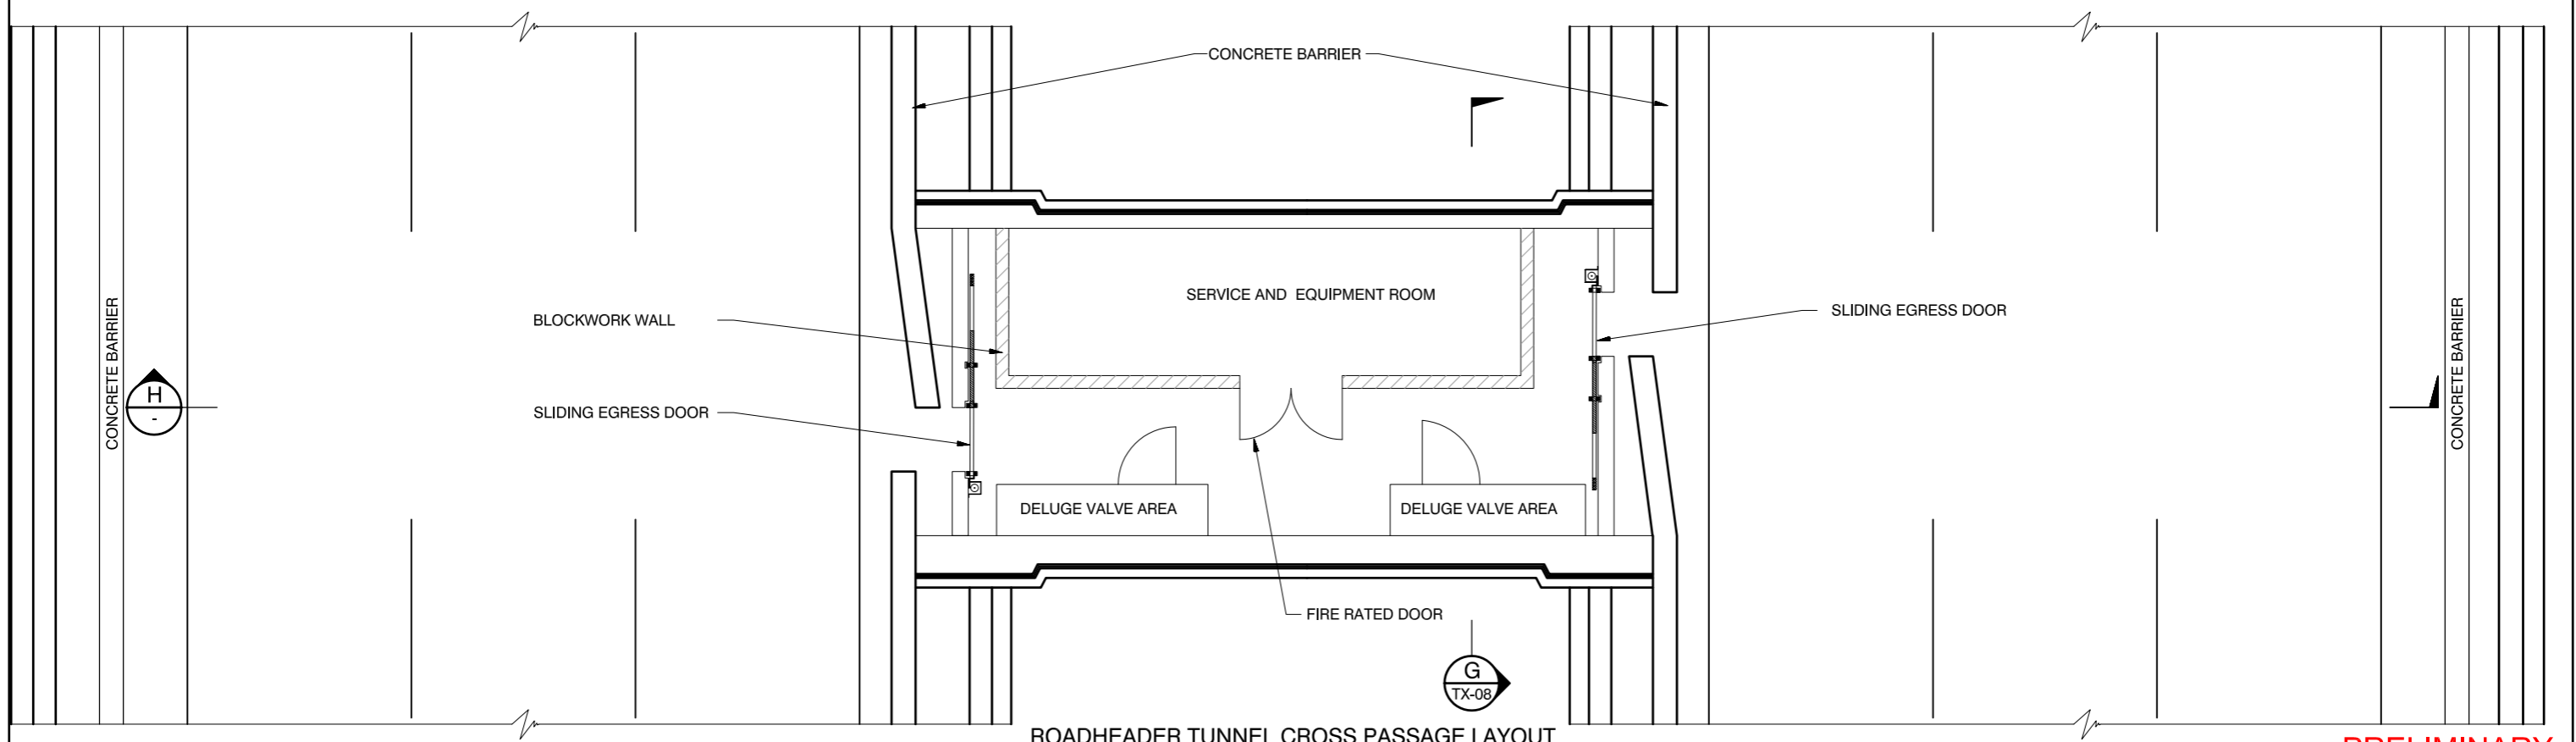 CONCRETE BARRIER
SERVICE AND EQUIPMENT ROOM
BLOCKWORK WALL
SLIDING EGRESS DOOR
CONCRETE BARRIER
H
-
SLIDING EGRESS DOOR
CONCRETE BARRIER
DELUGE VALVE AREA
DELUGE VALVE AREA
FIRE RATED DOOR
G
TX-08
ROADHEADER TUNNEL CROSS PASSAGE LAYOUT
PRELIMINARY